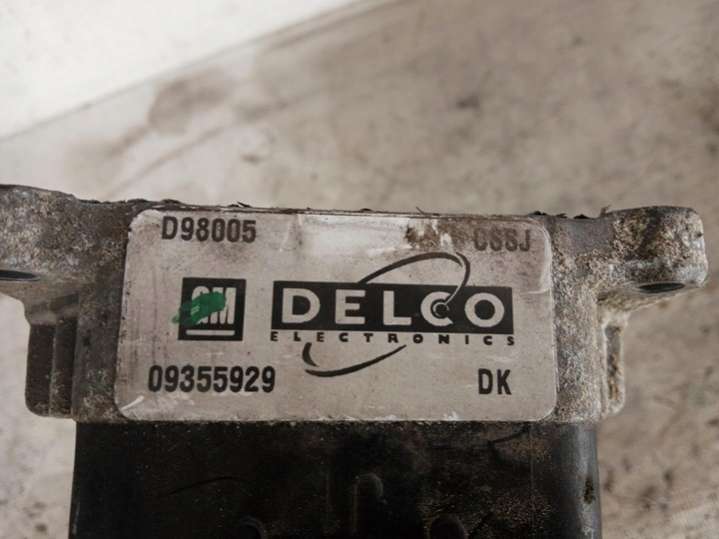 D98005
GM DELCO
ELECTRONICS
09355929 DK